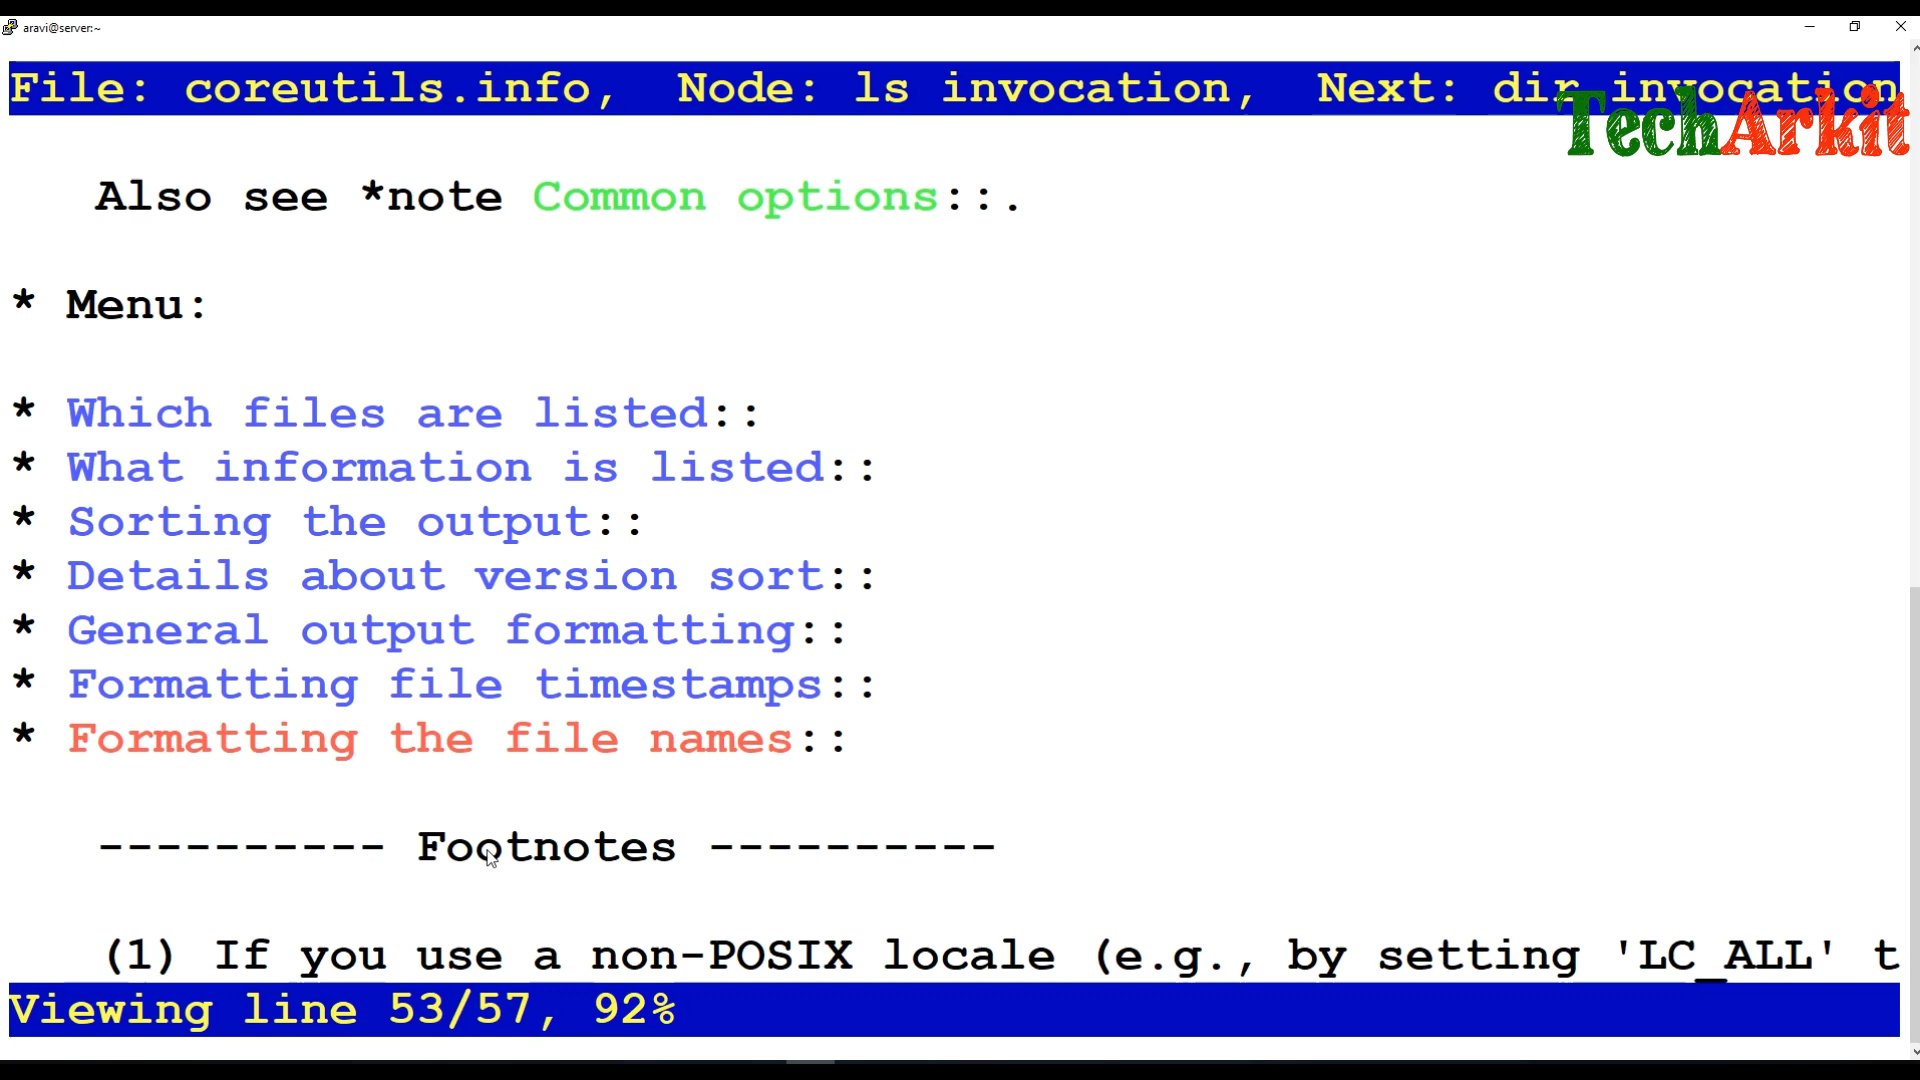 aravi@server:~
File: coreutils.info,  Node: ls invocation,  Next: dir invocation
TechArkit
Also see *note Common options::.
* Menu:
* Which files are listed::
* What information is listed::
* Sorting the output::
* Details about version sort::
* General output formatting::
* Formatting file timestamps::
* Formatting the file names::
---------- Footnotes ----------
(1) If you use a non-POSIX locale (e.g., by setting 'LC_ALL' t
Viewing line 53/57, 92%